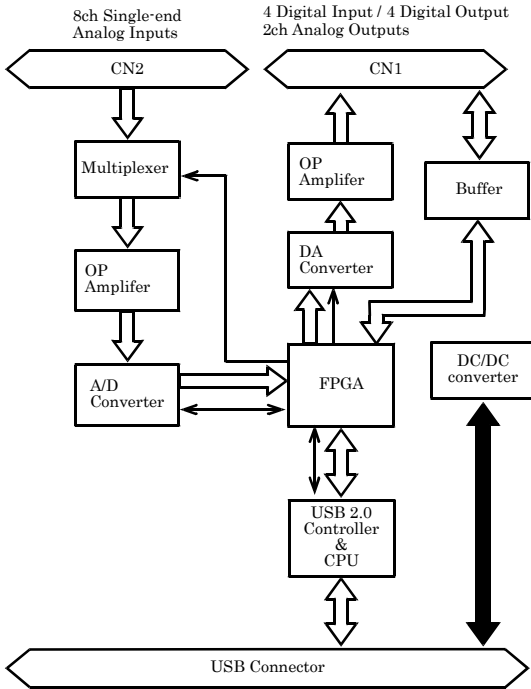 8ch Single-end
Analog Inputs
4 Digital Input / 4 Digital Output
2ch Analog Outputs
CN2
CN1
Multiplexer
OP
Amplifer
Buffer
OP
Amplifer
DA
Converter
A/D
Converter
FPGA
DC/DC
converter
USB 2.0
Controller
&
CPU
USB Connector